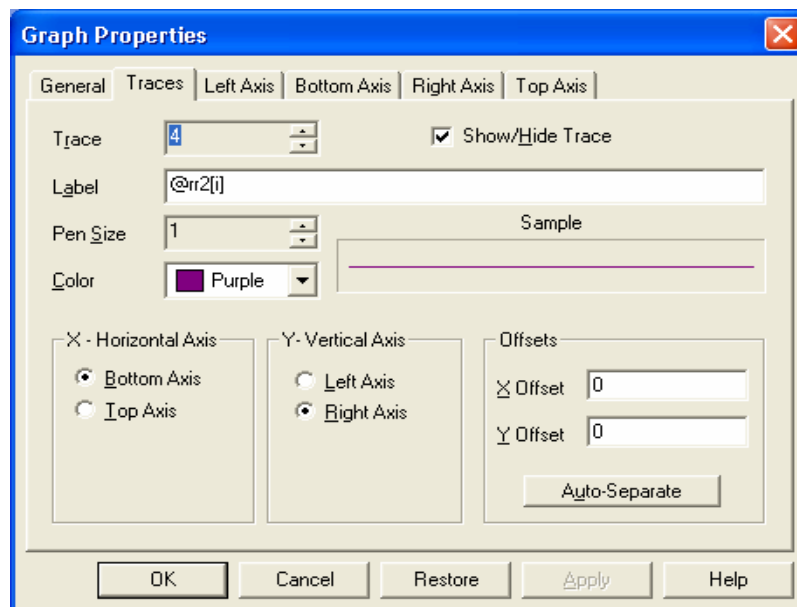 Graph Properties
General Traces Left Axis Bottom Axis Right Axis Top Axis
Trace 4 Show/Hide Trace
Label @rr2[i]
Pen Size 1 Sample
Color Purple
X - Horizontal Axis Y- Vertical Axis Offsets
Bottom Axis Left Axis X Offset 0
Top Axis Right Axis Y Offset 0
Auto-Separate
OK Cancel Restore Apply Help